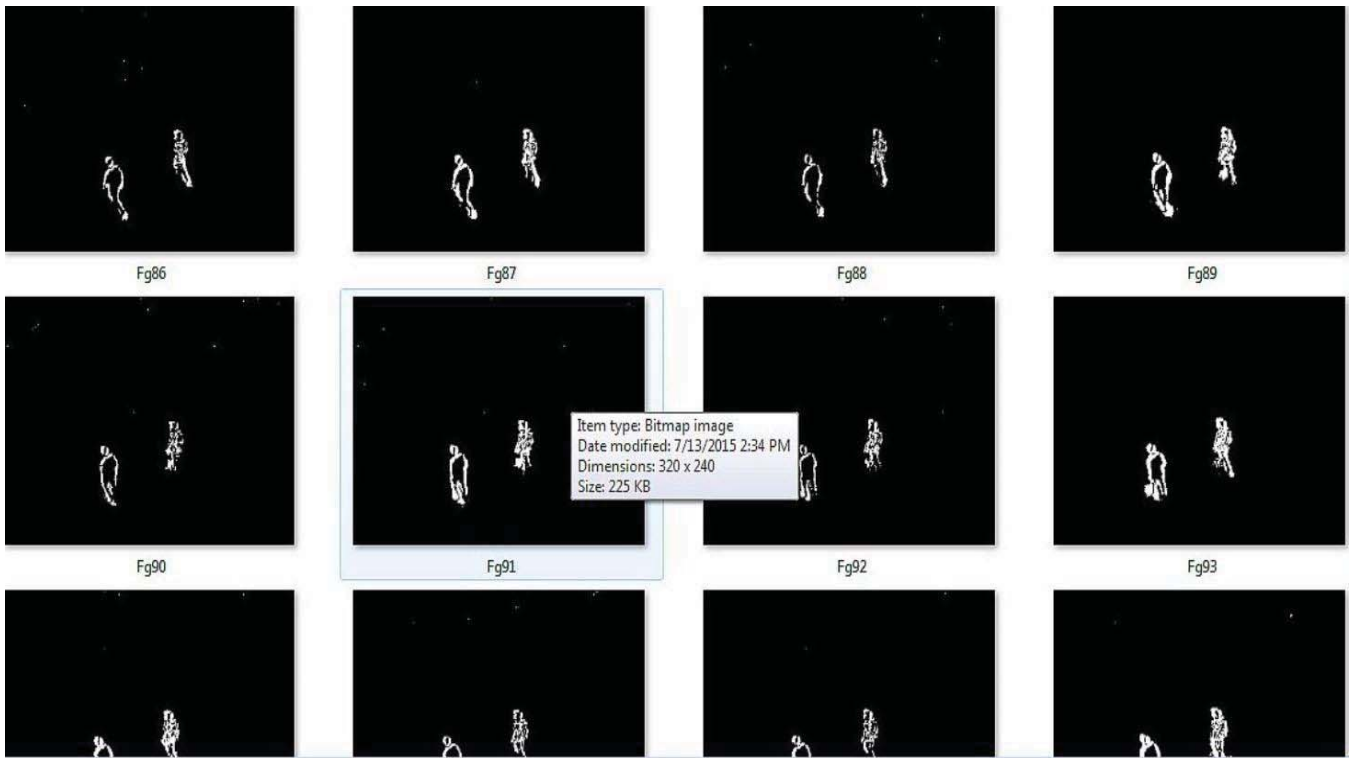 Fg86
Fg87
Fg88
Fg89
Item type: Bitmap image
Date modified: 7/13/2015 2:34 PM
Dimensions: 320 x 240
Size: 225 KB
Fg90
Fg91
Fg92
Fg93